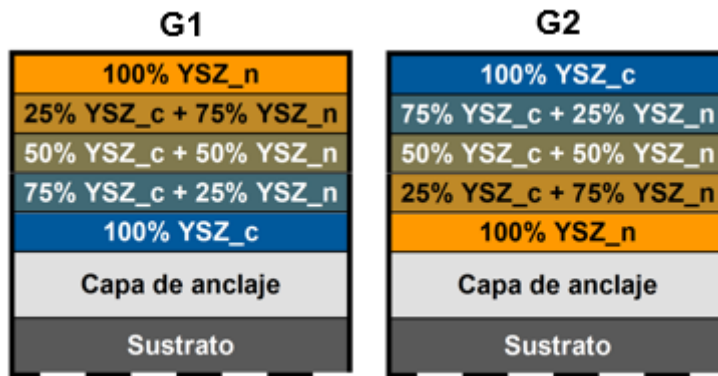 G1
100% YSZ_n
25% YSZ_c + 75% YSZ_n
50% YSZ_c + 50% YSZ_n
75% YSZ_c + 25% YSZ_n
100% YSZ_c
Capa de anclaje
Sustrato
G2
100% YSZ_c
75% YSZ_c + 25% YSZ_n
50% YSZ_c + 50% YSZ_n
25% YSZ_c + 75% YSZ_n
100% YSZ_n
Capa de anclaje
Sustrato